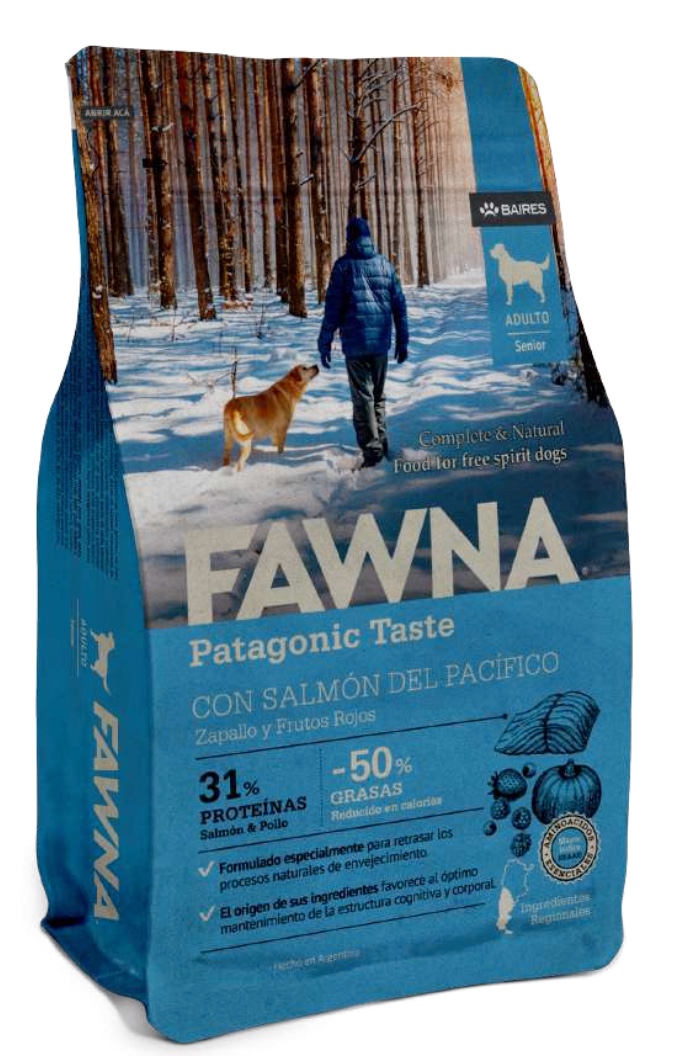 ABRIR ACÁ
BAIRES
ADULTO
Senior
Complete & Natural
Food for free spirit dogs
FAWNA
Patagonic Taste
CON SALMÓN DEL PACÍFICO
Zapallo y Frutos Rojos
31%
PROTEÍNAS
Salmón & Pollo
-50%
GRASAS
Reducido en calorías
Formulado especialmente para retrasar los
procesos naturales de envejecimiento.
El origen de sus ingredientes favorece al óptimo
mantenimiento de la estructura cognitiva y corporal.
AMINOÁCIDOS
ESENCIALES
Ingredientes
Regionales
Hecho en Argentina
ADULTO
FAWNA